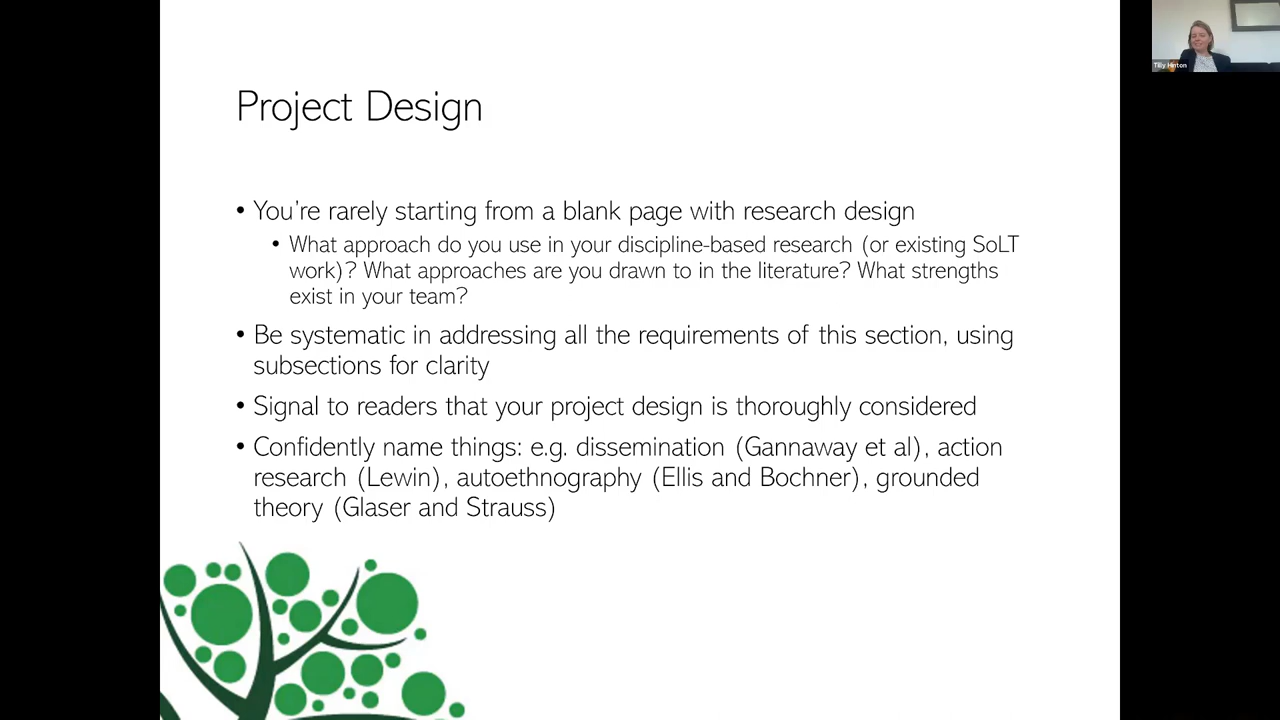 Project Design
• You're rarely starting from a blank page with research design
• What approach do you use in your discipline-based research (or existing SoLT
work)? What approaches are you drawn to in the literature? What strengths
exist in your team?
• Be systematic in addressing all the requirements of this section, using
subsections for clarity
• Signal to readers that your project design is thoroughly considered
• Confidently name things: e.g. dissemination (Gannaway et al), action
research (Lewin), autoethnography (Ellis and Bochner), grounded
theory (Glaser and Strauss)
Tilly Hinton